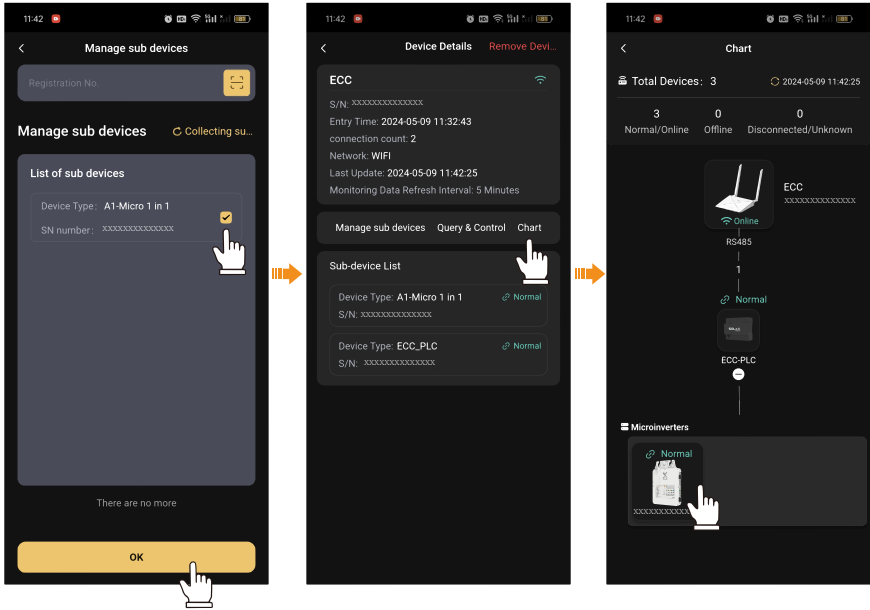 11:42
Manage sub devices
Registration No.
Manage sub devices
Collecting su...
List of sub devices
Device Type: A1-Micro 1 in 1
SN number: xxxxxxxxxxxxxx
There are no more
OK
11:42
Device Details
Remove Devi...
ECC
S/N: xxxxxxxxxxxxxx
Entry Time: 2024-05-09 11:32:43
connection count: 2
Network: WIFI
Last Update: 2024-05-09 11:42:25
Monitoring Data Refresh Interval: 5 Minutes
Manage sub devices Query & Control Chart
Sub-device List
Device Type: A1-Micro 1 in 1 Normal
S/N: xxxxxxxxxxxxxx
Device Type: ECC_PLC Normal
S/N: xxxxxxxxxxxxxx
11:42
Chart
Total Devices: 3 2024-05-09 11:42:25
3 0 0
Normal/Online Offline Disconnected/Unknown
ECC
xxxxxxxxxxxxxx
Online
RS485
1
Normal
ECC-PLC
Microinverters
Normal
xxxxxxxxxxx